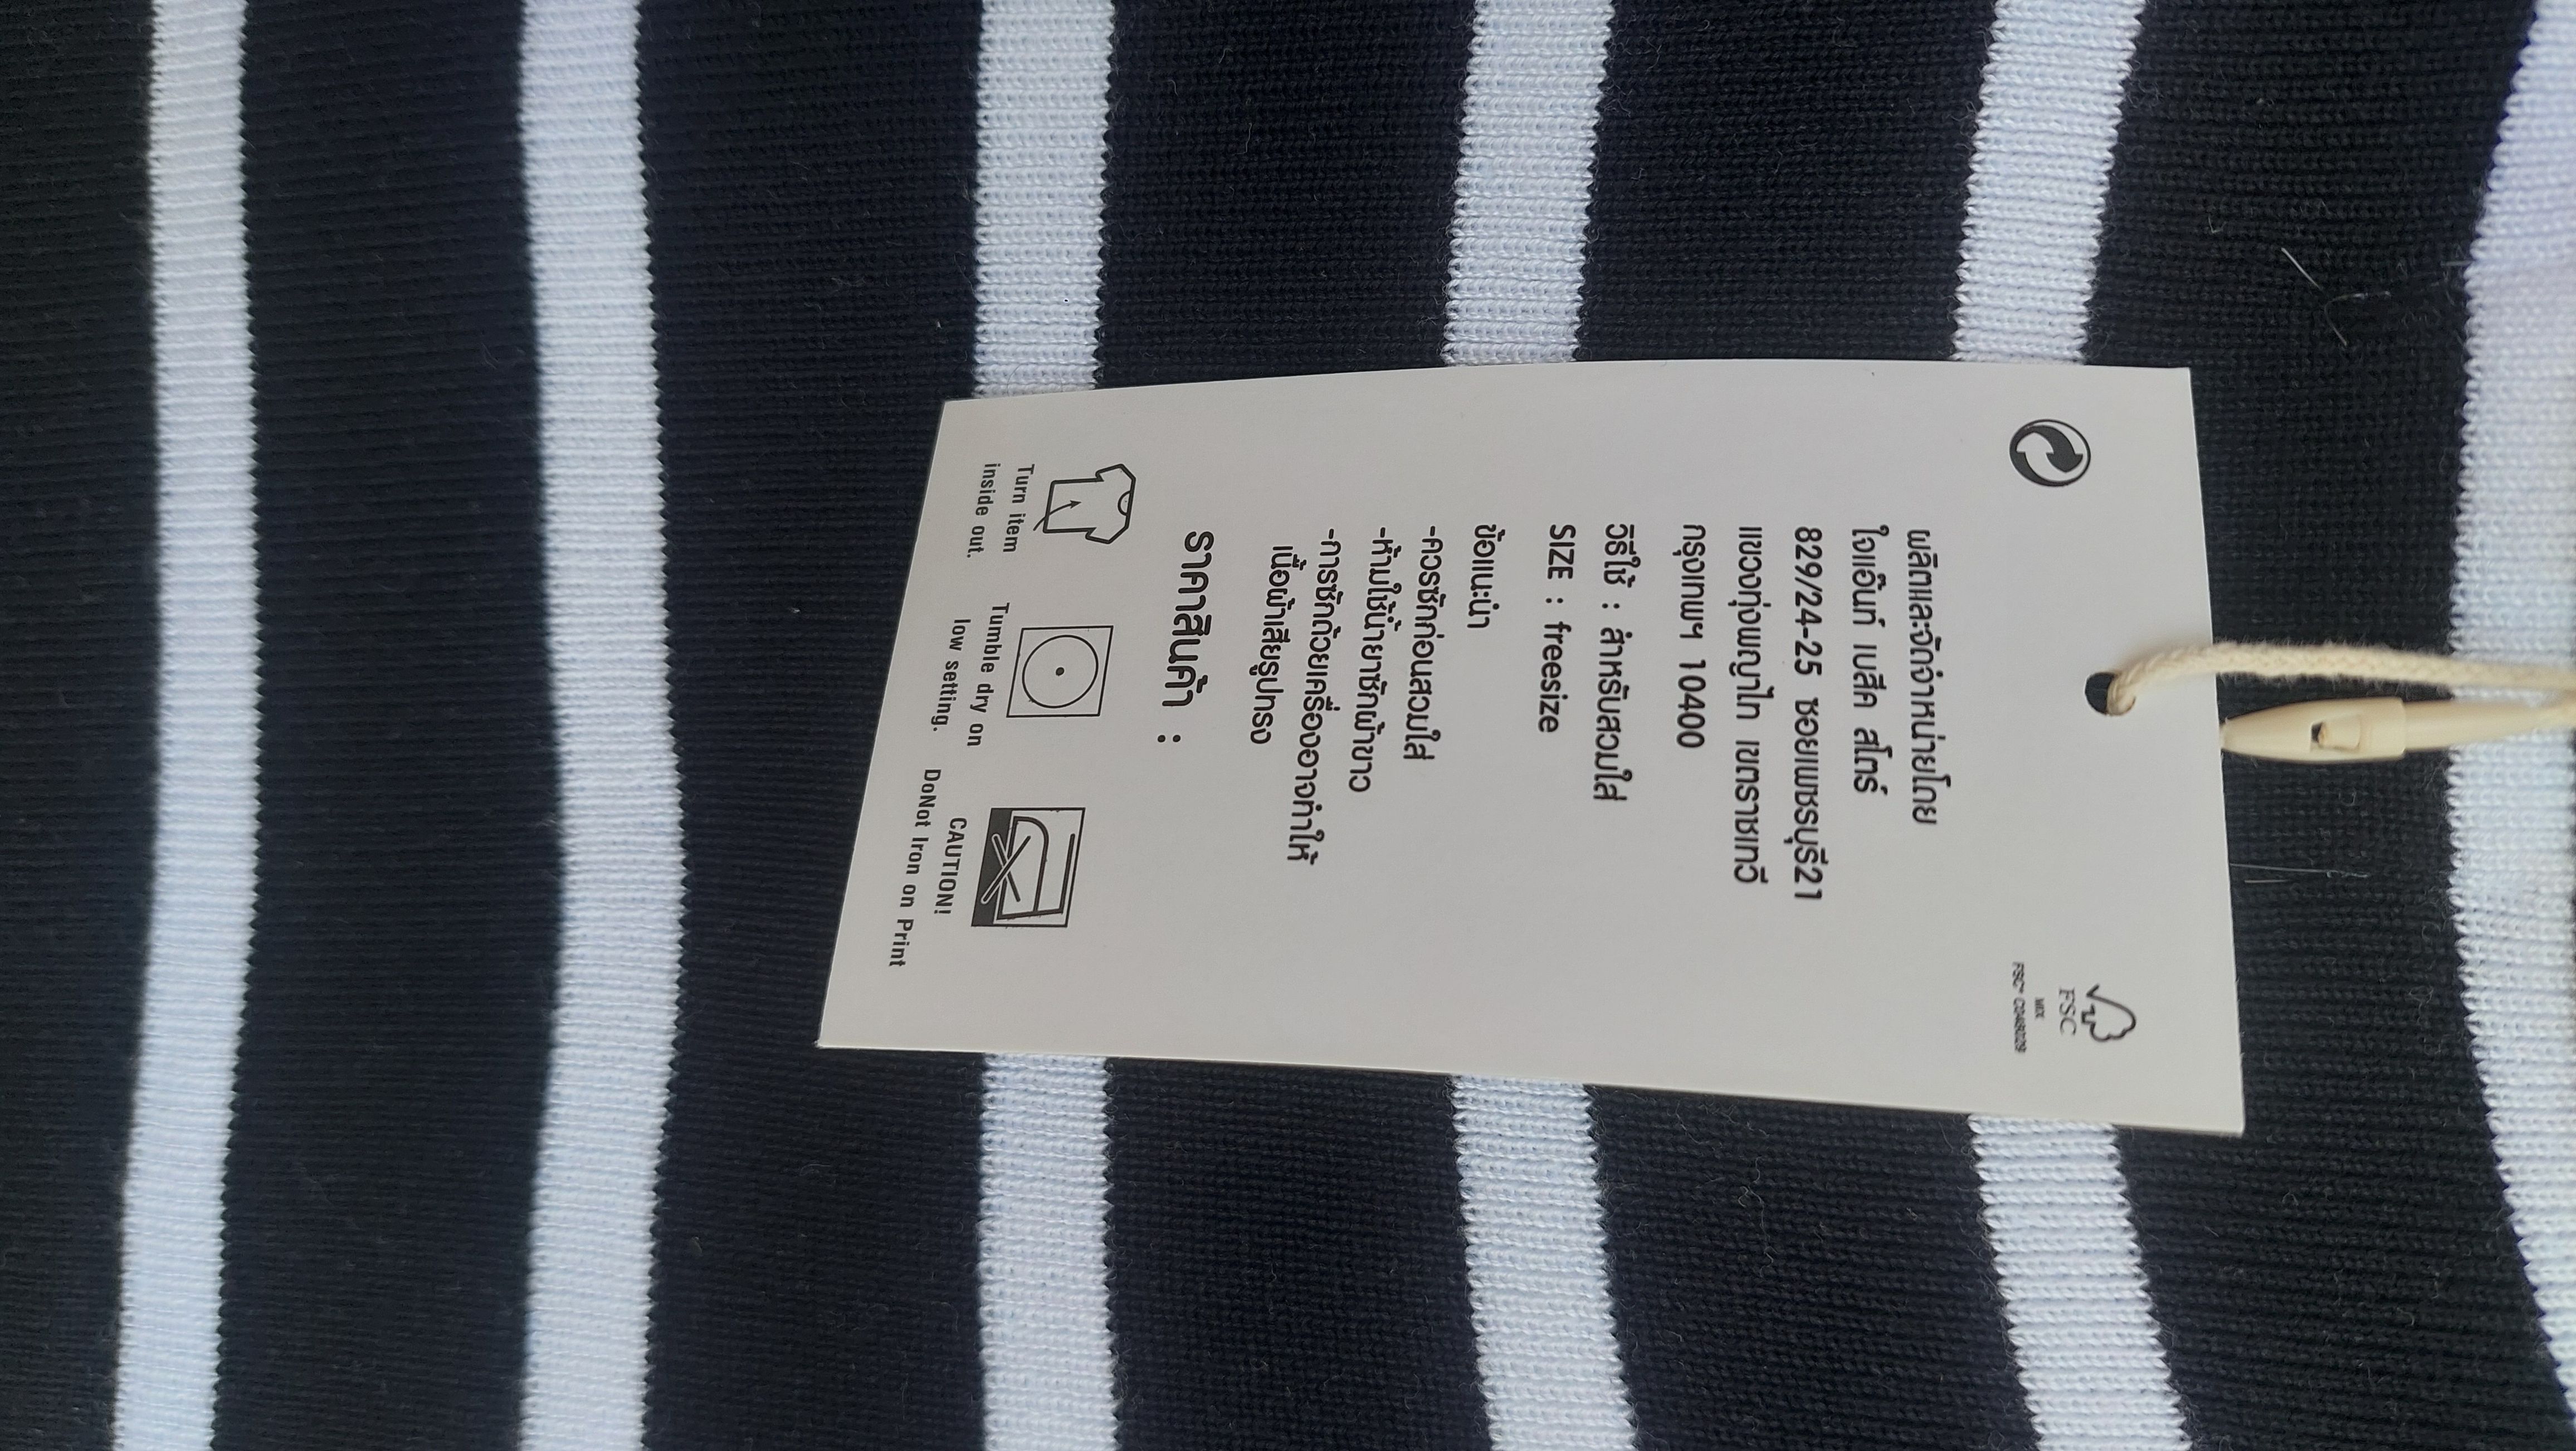 FSC
MIX
ผลิตและจัดจำหน่ายโดย
ใจแอ๊นท์ เบสิค สโตร์
829/24-25 ซอยเพชรบุรี21
แขวงทุ่งพญาไท เขตราชเทวี
กรุงเทพฯ 10400
วิธีใช้ : สำหรับสวมใส่
SIZE : freesize
ข้อแนะนำ
-ควรซักก่อนสวมใส่
-ห้ามใช้น้ำยาซักผ้าขาว
-การซักด้วยเครื่องอาจทำให้
เนื้อผ้าเสียรูปทรง
ราคาสินค้า :
Turn item
inside out.
Tumble dry on
low setting.
CAUTION!
DoNot Iron on Print